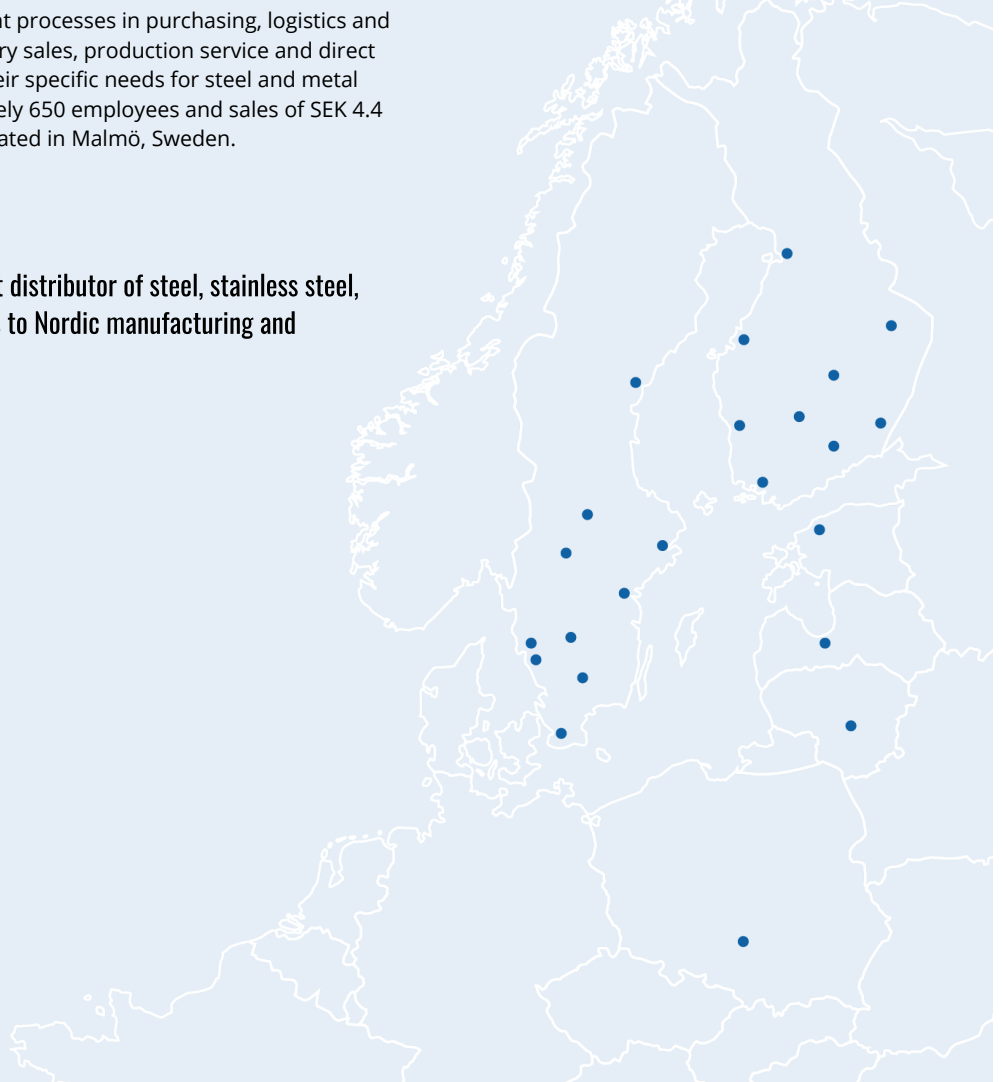 nt processes in purchasing, logistics and
ry sales, production service and direct
eir specific needs for steel and metal
ely 650 employees and sales of SEK 4.4
ated in Malmö, Sweden.
t distributor of steel, stainless steel,
to Nordic manufacturing and